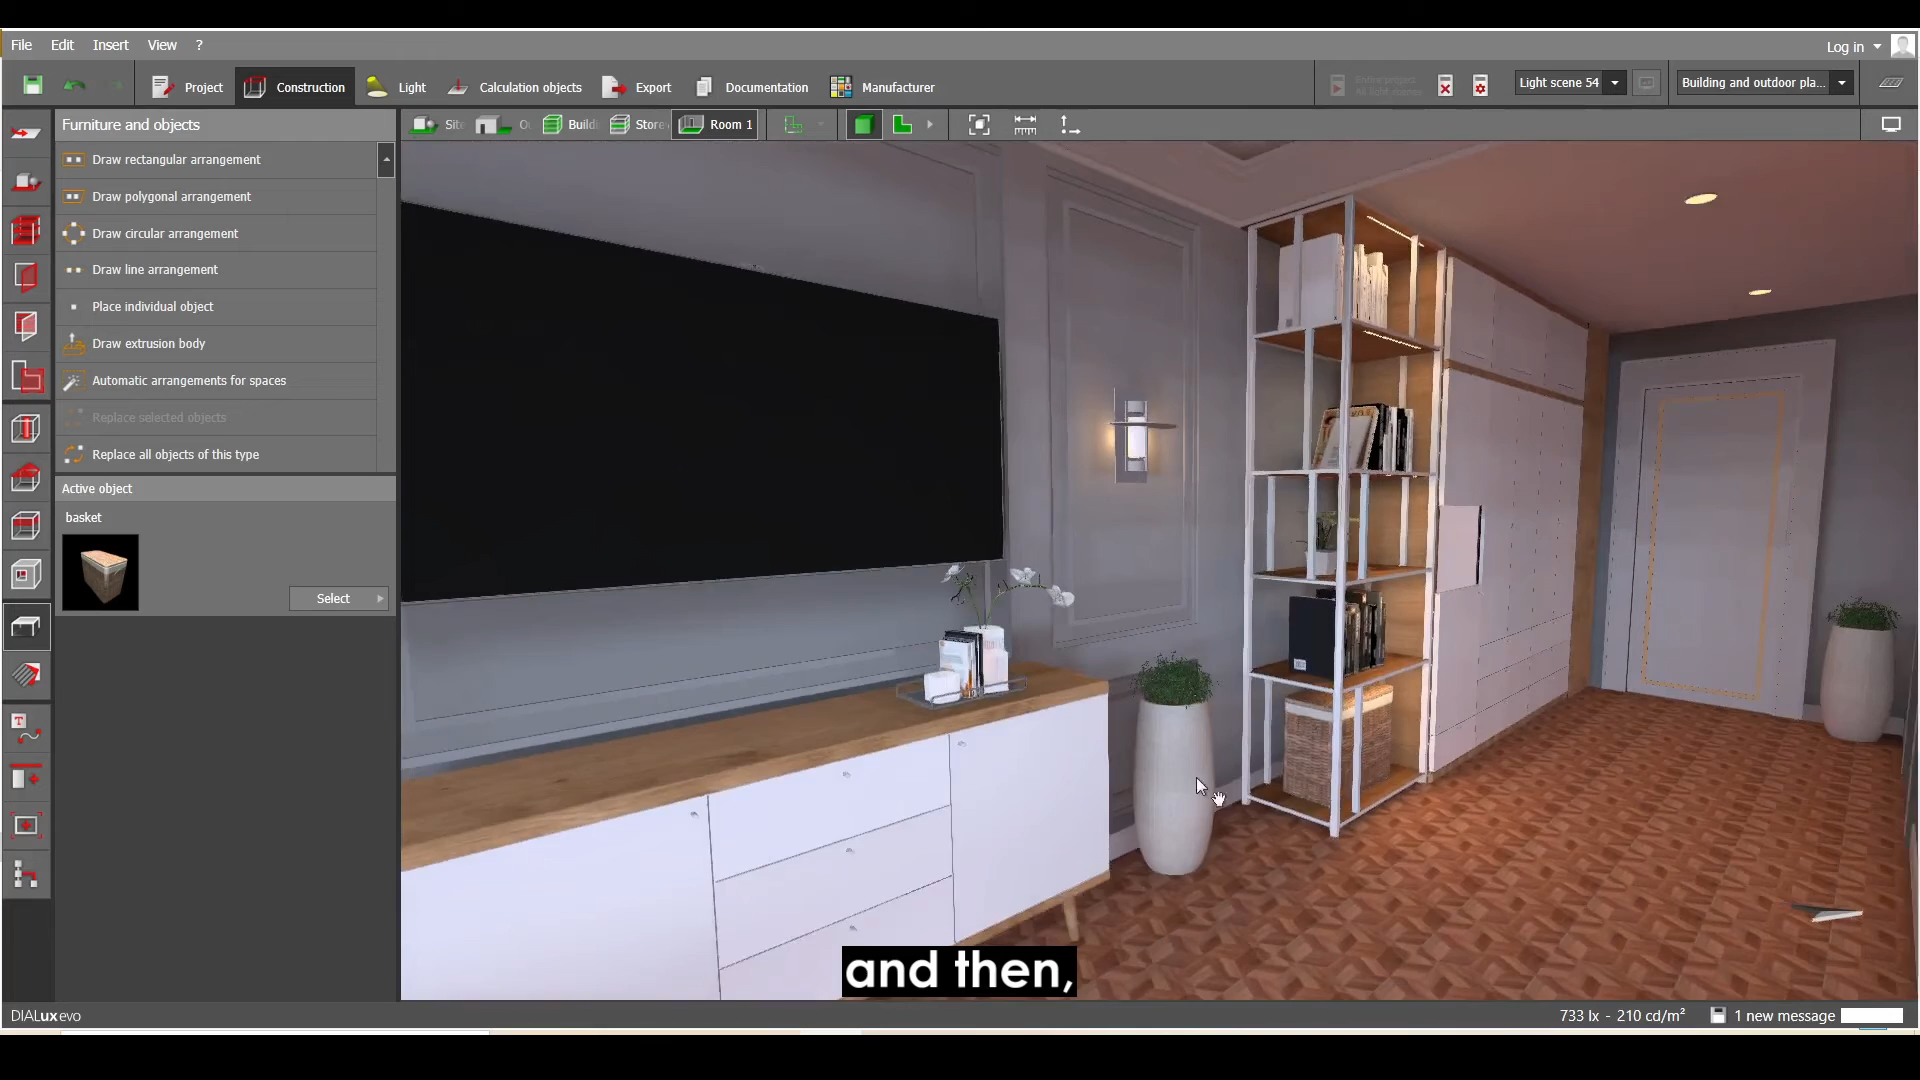 File Edit Insert View ?
Log in
Project Construction Light Calculation objects Export Documentation Manufacturer
Light scene 54
Building and outdoor pla...
Furniture and objects
Site
Build
Store
Room 1
Draw rectangular arrangement
Draw polygonal arrangement
Draw circular arrangement
Draw line arrangement
Place individual object
Draw extrusion body
Automatic arrangements for spaces
Replace selected objects
Replace all objects of this type
Active object
basket
Select
and then,
DIALux evo
733 lx - 210 cd/m²
1 new message